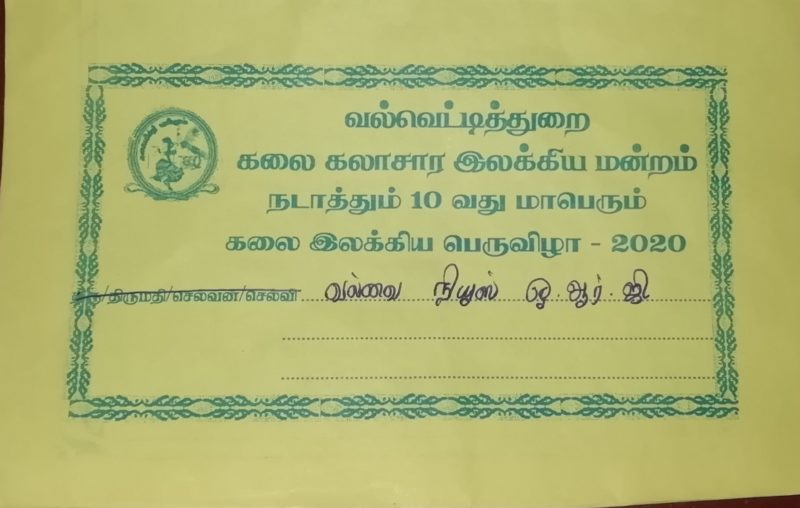 வல்வெட்டித்துறை
கலை கலாசார இலக்கிய மன்றம்
நடாத்தும் 10 வது மாபெரும்
கலை இலக்கிய பெருவிழா - 2020
/திருமதி/செல்வன்/செல்வி வல்வை நியுஸ் ஓ.ஆர்.ஜி